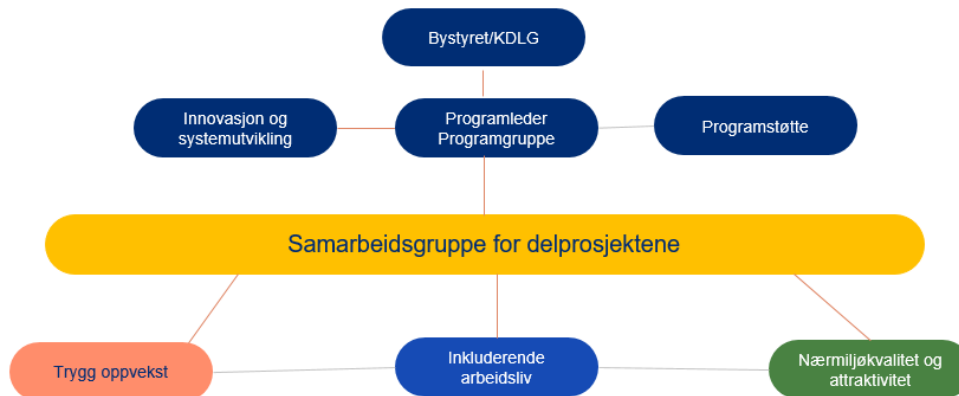 Bystyret/KDLG
Innovasjon og
systemutvikling
Programleder
Programgruppe
Programstøtte
Samarbeidsgruppe for delprosjektene
Trygg oppvekst
Inkluderende
arbeidsliv
Nærmiljøkvalitet og
attraktivitet